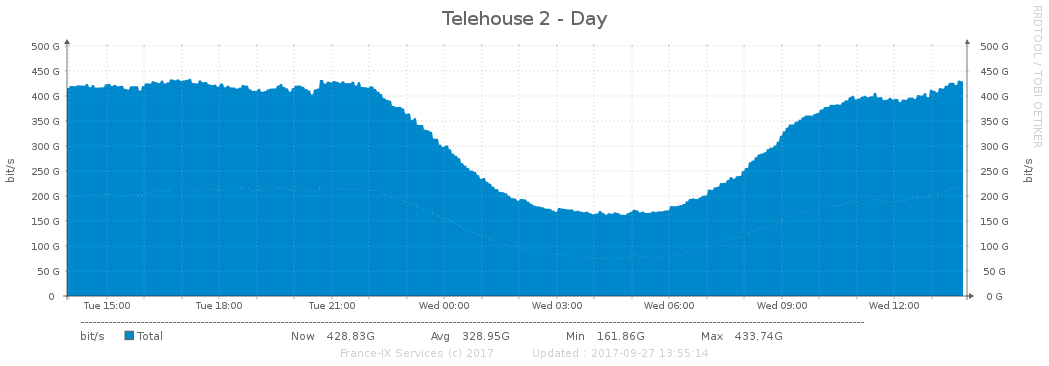 Telehouse 2 - Day
RRDTOOL / TOBI OETIKER
500 G 500 G
450 G 450 G
400 G 400 G
350 G 350 G
300 G 300 G
250 G 250 G
200 G 200 G
150 G 150 G
100 G 100 G
50 G 50 G
0 0 G
bit/s bit/s
Tue 15:00 Tue 18:00 Tue 21:00 Wed 00:00 Wed 03:00 Wed 06:00 Wed 09:00 Wed 12:00
bit/s Total Now 428.83G Avg 328.95G Min 161.86G Max 433.74G
France-IX Services (c) 2017 Updated : 2017-09-27 13:55:14